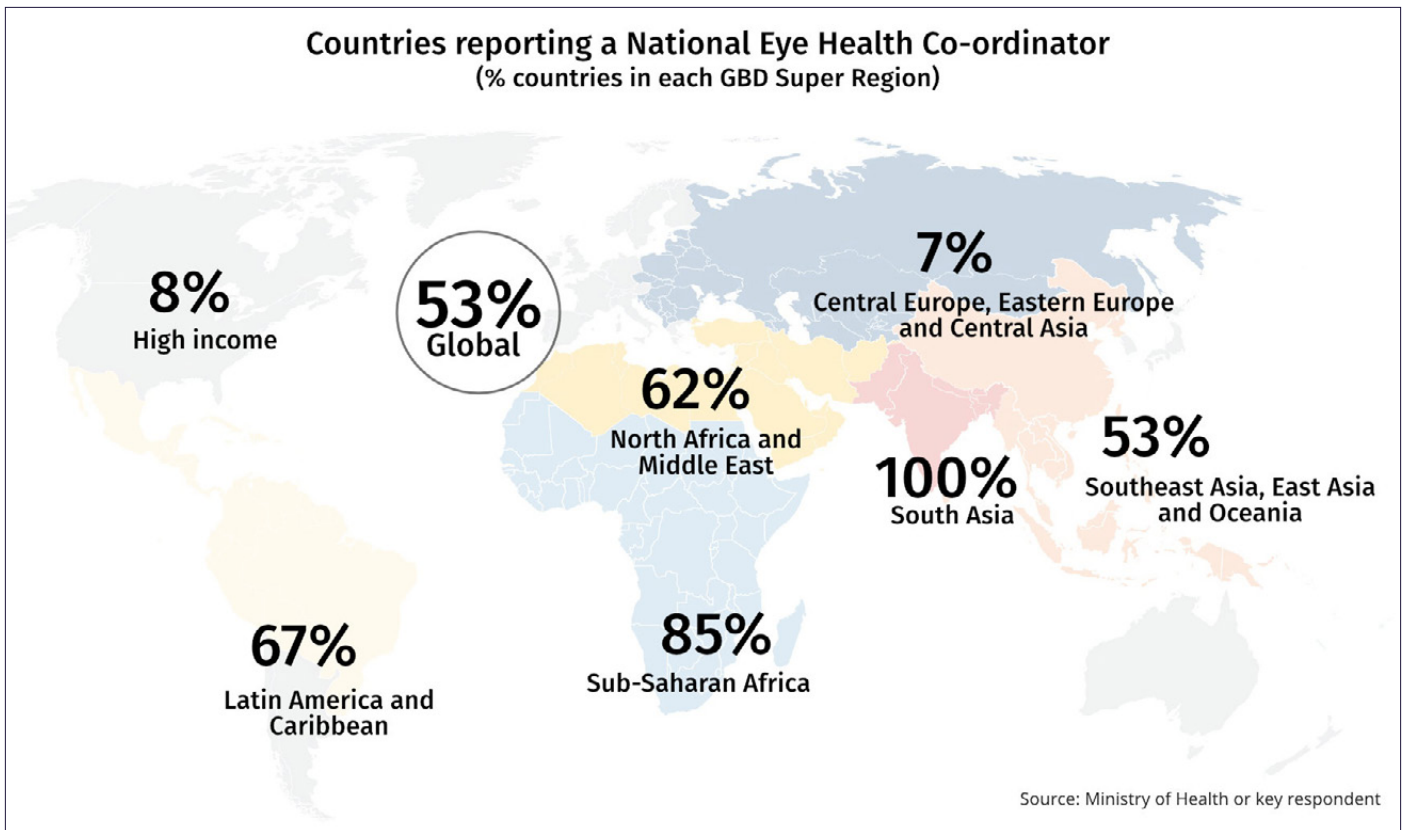 Countries reporting a National Eye Health Co-ordinator
(% countries in each GBD Super Region)
8%
High income
53%
Global
7%
Central Europe, Eastern Europe
and Central Asia
62%
North Africa and
Middle East
100%
South Asia
53%
Southeast Asia, East Asia
and Oceania
67%
Latin America and
Caribbean
85%
Sub-Saharan Africa
Source: Ministry of Health or key respondent